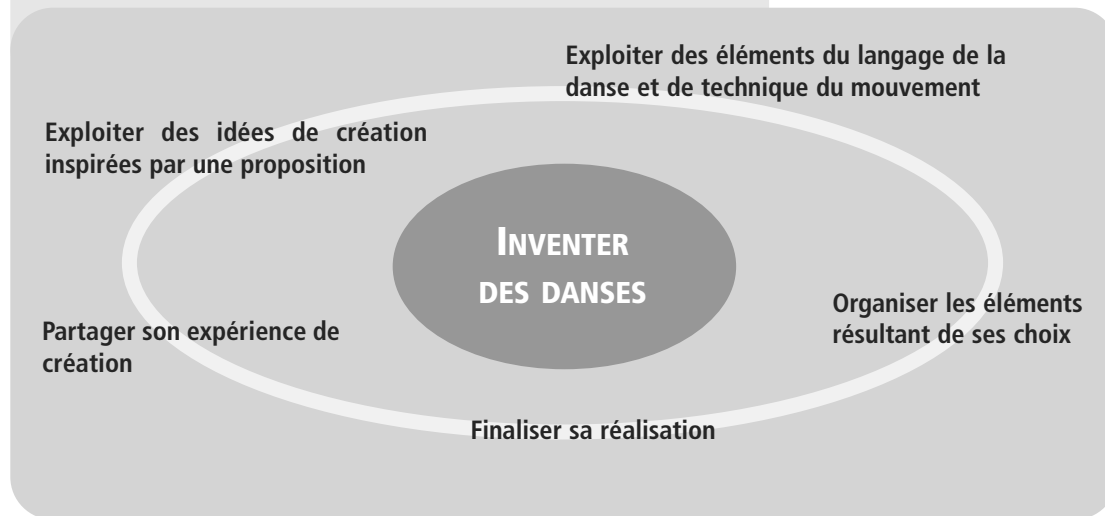 Exploiter des éléments du langage de la
danse et de technique du mouvement
Exploiter des idées de création
inspirées par une proposition
INVENTER
DES DANSES
Organiser les éléments
résultant de ses choix
Partager son expérience de
création
Finaliser sa réalisation